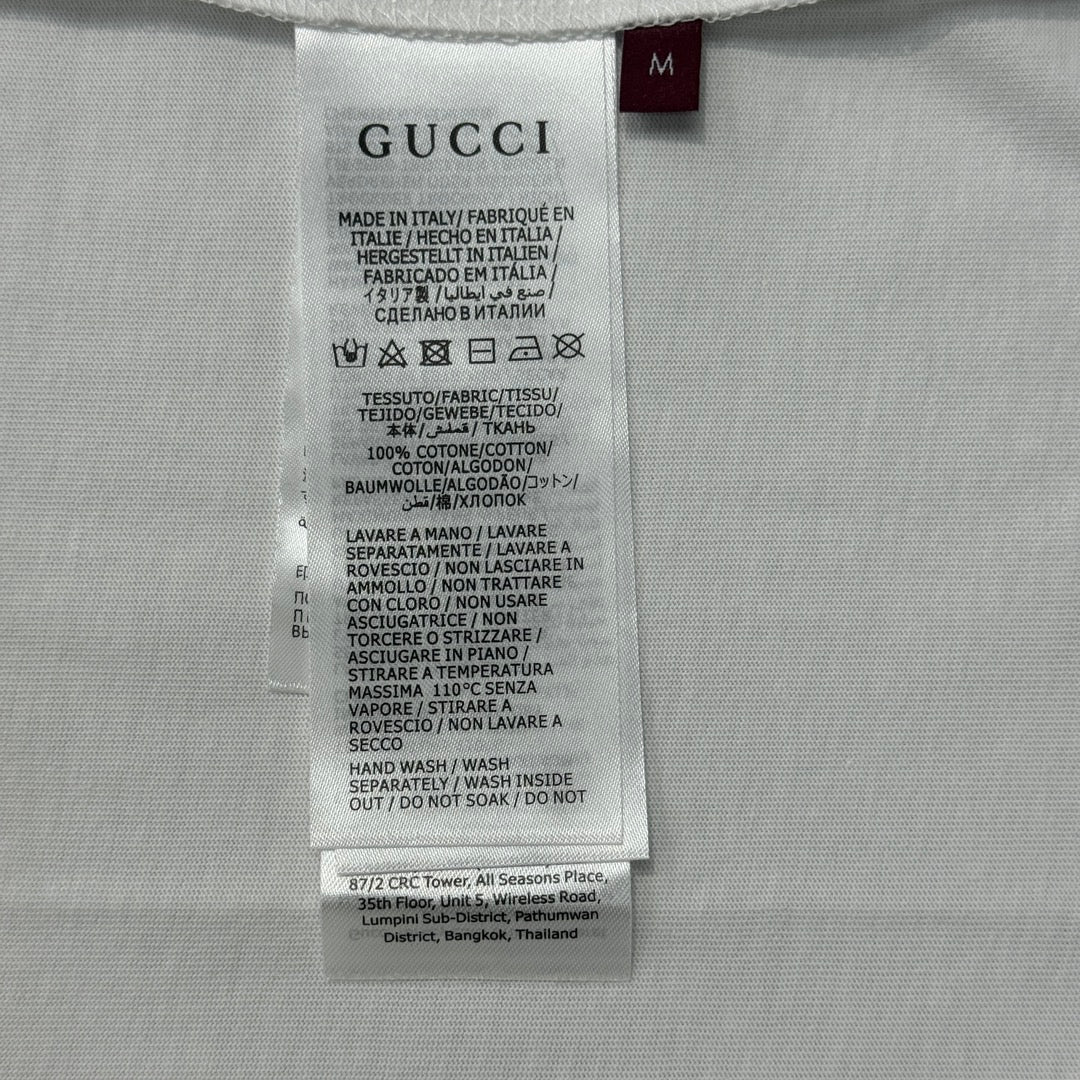 M
GUCCI
MADE IN ITALY/ FABRIQUÉ EN
ITALIE / HECHO EN ITALIA /
HERGESTELLT IN ITALIEN /
FABRICADO EM ITÁLIA /
イタリア製 / صنع في ايطاليا /
СДЕЛАНО В ИТАЛИИ
TESSUTO/FABRIC/TISSU/
TEJIDO/GEWEBE/TECIDO/
本体/قملش/ ТКАНЬ
100% COTONE/COTTON/
COTON/ALGODON/
BAUMWOLLE/ALGODÃO/コットン/
قطن/棉/ХЛОПОК
LAVARE A MANO / LAVARE
SEPARATAMENTE / LAVARE A
ROVESCIO / NON LASCIARE IN
AMMOLLO / NON TRATTARE
CON CLORO / NON USARE
ASCIUGATRICE / NON
TORCERE O STRIZZARE /
ASCIUGARE IN PIANO /
STIRARE A TEMPERATURA
MASSIMA 110°C SENZA
VAPORE / STIRARE A
ROVESCIO / NON LAVARE A
SECCO
HAND WASH / WASH
SEPARATELY / WASH INSIDE
OUT / DO NOT SOAK / DO NOT
87/2 CRC Tower, All Seasons Place,
35th Floor, Unit 5, Wireless Road,
Lumpini Sub-District, Pathumwan
District, Bangkok, Thailand